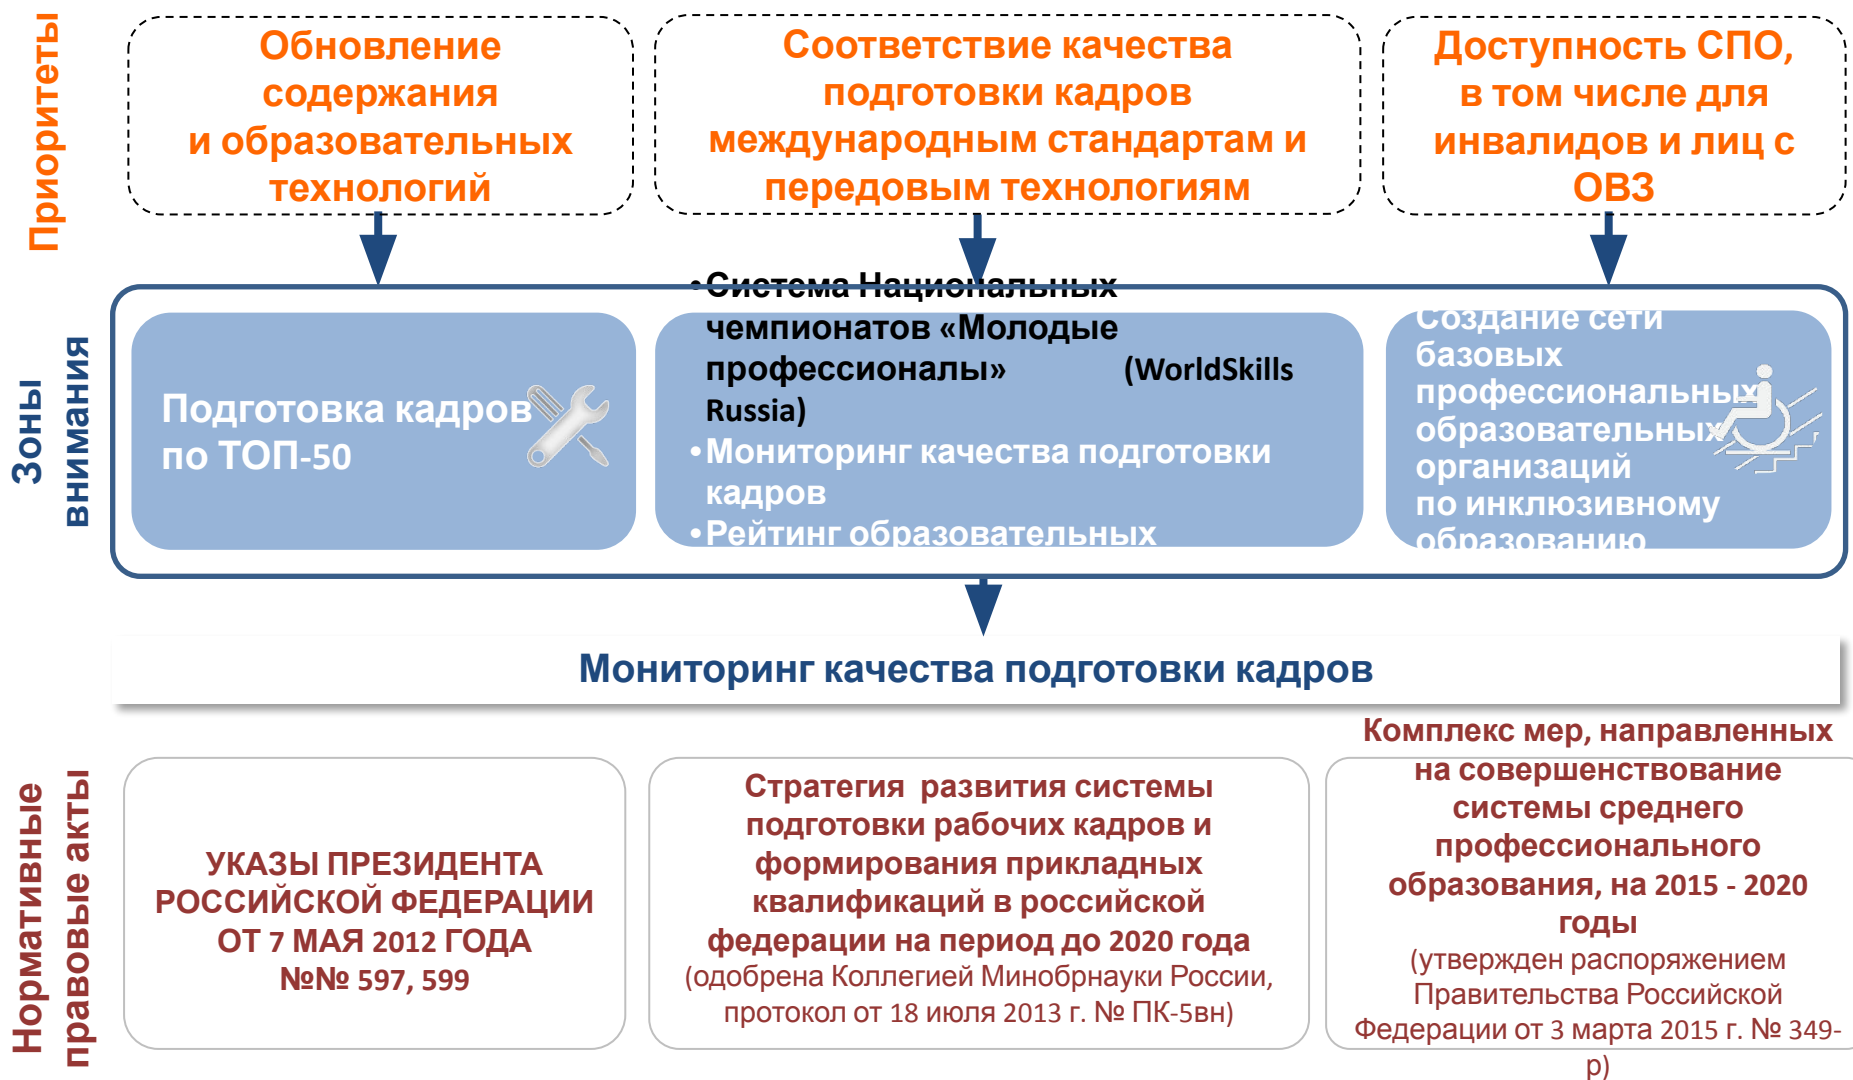 Приоритеты
Обновление
содержания
и образовательных
технологий
Соответствие качества
подготовки кадров
международным стандартам и
передовым технологиям
Доступность СПО,
в том числе для
инвалидов и лиц с
ОВЗ
Зоны
внимания
Подготовка кадров
по ТОП-50
•Система Национальных
чемпионатов «Молодые
профессионалы» (WorldSkills
Russia)
•Мониторинг качества подготовки
кадров
•Рейтинг образовательных
Создание сети
базовых
профессиональных
образовательных
организаций
по инклюзивному
образованию
Мониторинг качества подготовки кадров
Нормативные
правовые акты
УКАЗЫ ПРЕЗИДЕНТА
РОССИЙСКОЙ ФЕДЕРАЦИИ
ОТ 7 МАЯ 2012 ГОДА
№№ 597, 599
Стратегия развития системы
подготовки рабочих кадров и
формирования прикладных
квалификаций в российской
федерации на период до 2020 года
(одобрена Коллегией Минобрнауки России,
протокол от 18 июля 2013 г. № ПК-5вн)
Комплекс мер, направленных
на совершенствование
системы среднего
профессионального
образования, на 2015 - 2020
годы
(утвержден распоряжением
Правительства Российской
Федерации от 3 марта 2015 г. № 349-
р)